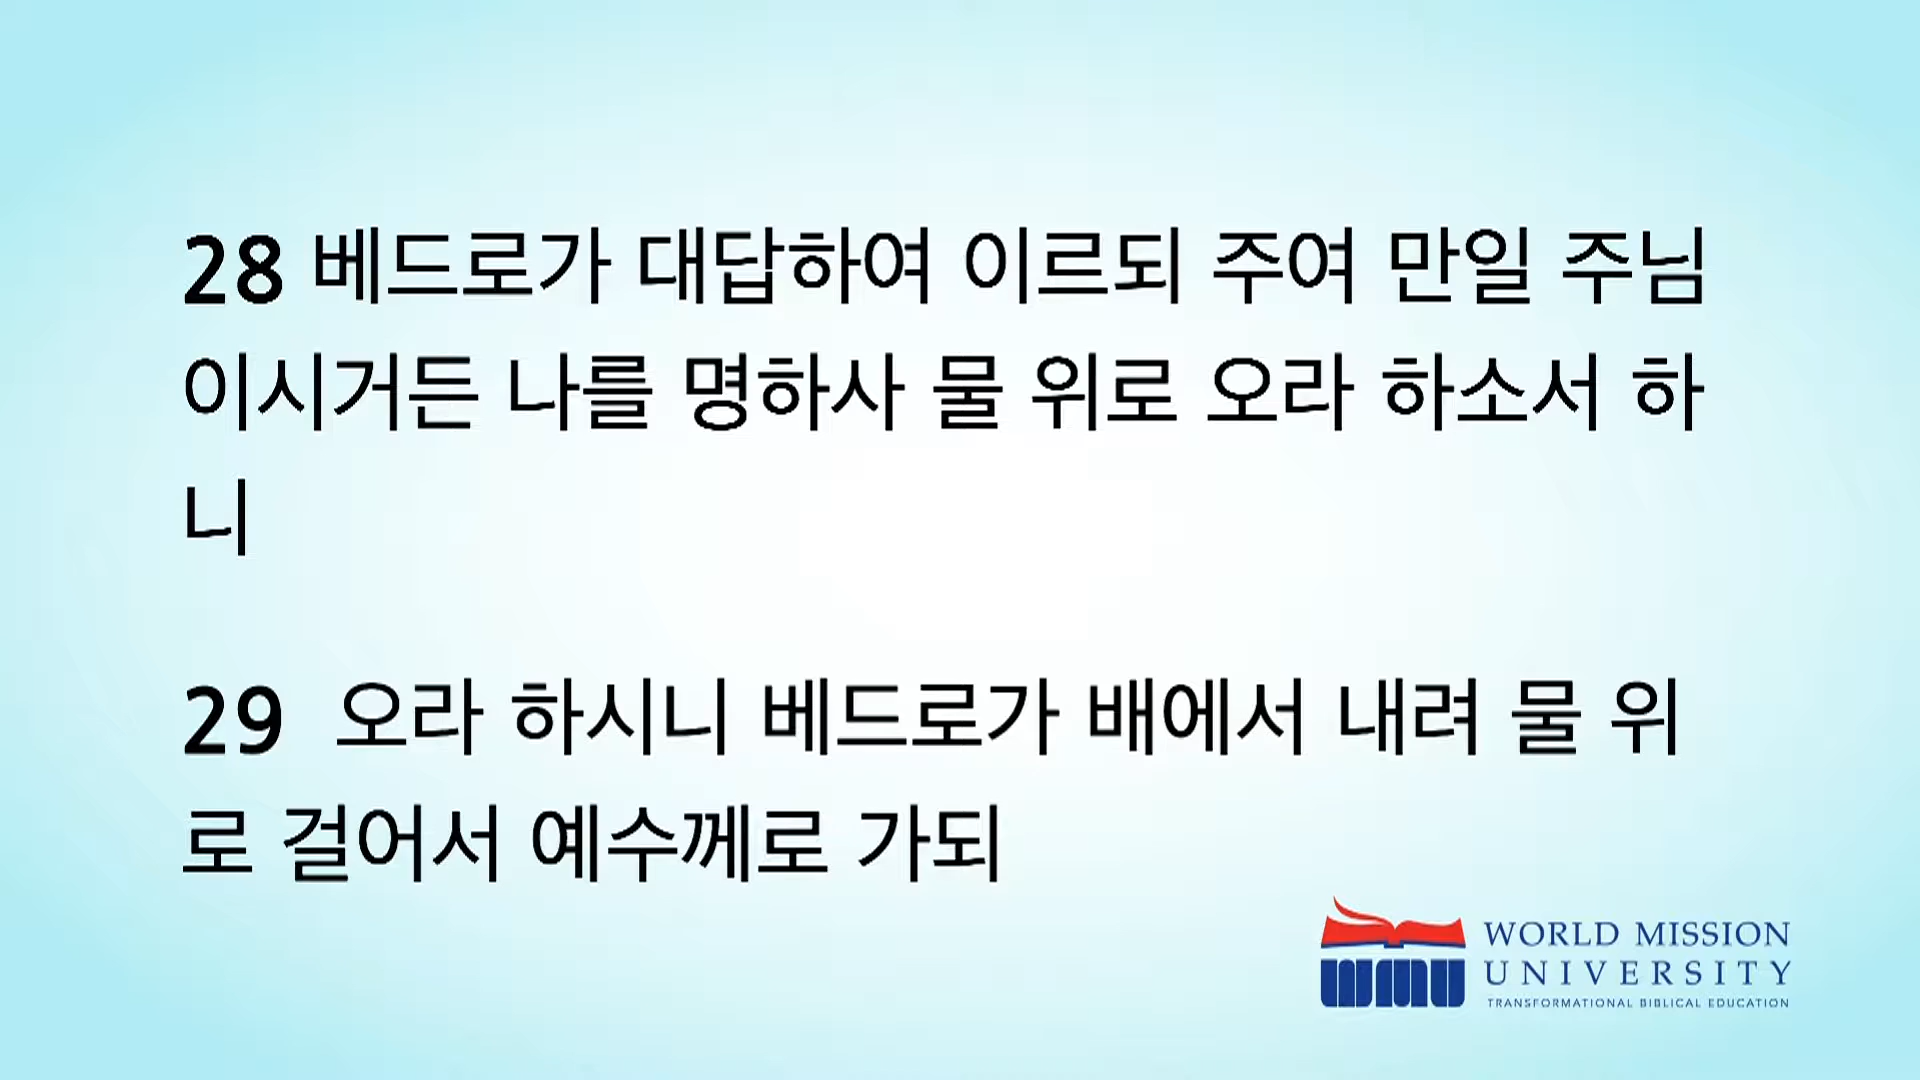 28 베드로가 대답하여 이르되 주여 만일 주님
이시거든 나를 명하사 물 위로 오라 하소서 하
니
29 오라 하시니 베드로가 배에서 내려 물 위
로 걸어서 예수께로 가되
WMU
WORLD MISSION
UNIVERSITY
TRANSFORMATIONAL BIBLICAL EDUCATION